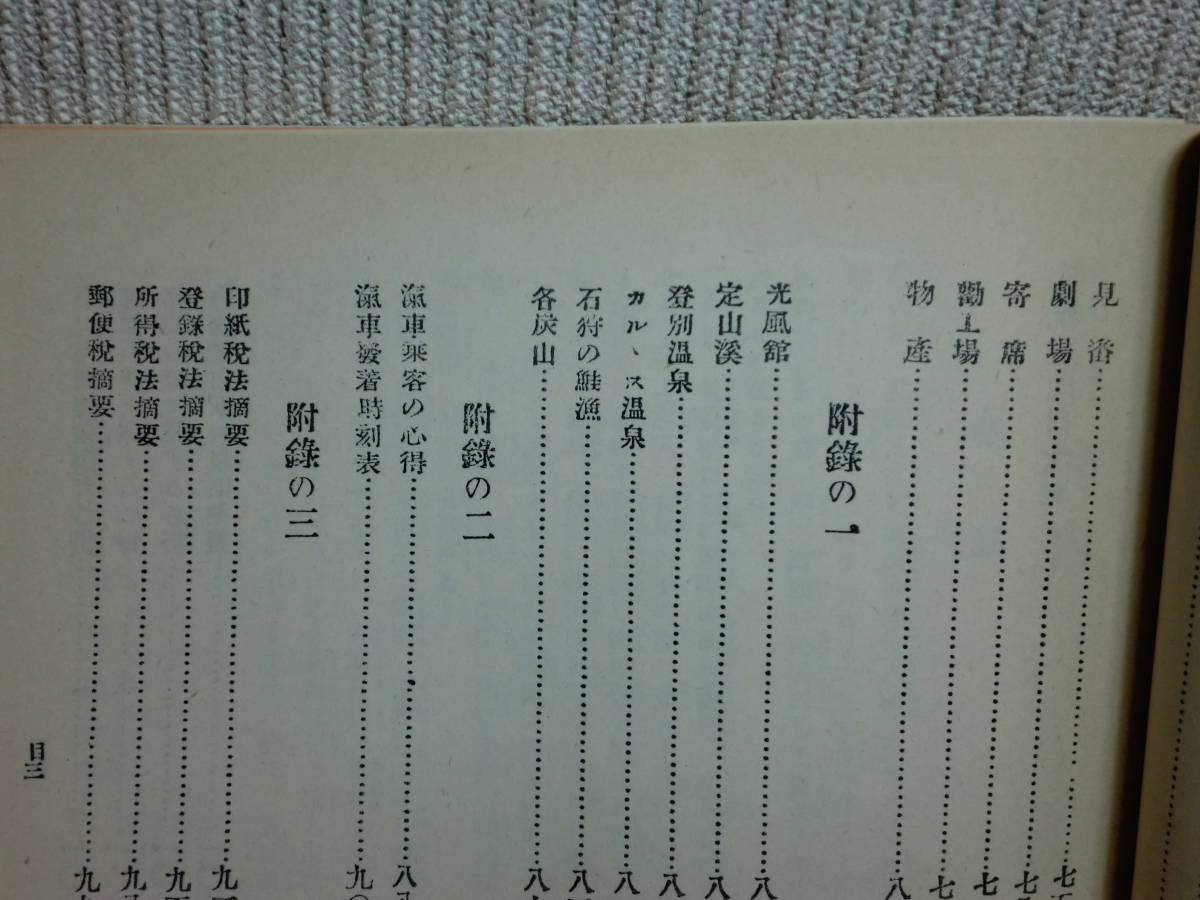 見番
劇場
寄席
勸工場
物産
附錄の一
光風舘
定山溪
登別温泉
カルヽス温泉
石狩の鮭漁
各炭山
附錄の二
滊車乘客の心得
滊車發着時刻表
附錄の三
印紙稅法摘要
登錄稅法摘要
所得稅法摘要
郵便稅摘要
目三